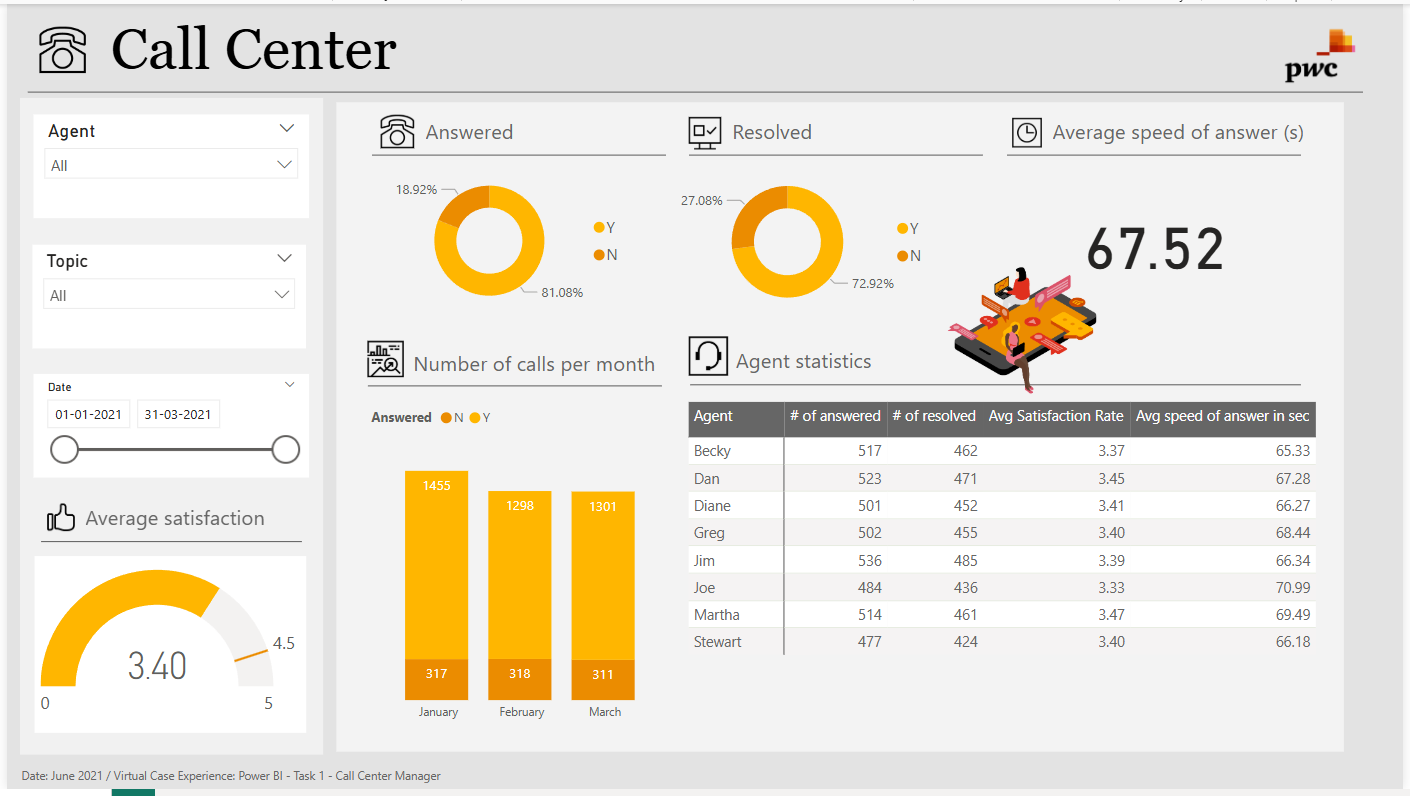 Call Center
pwc
Agent
All
Topic
All
Date
01-01-2021 31-03-2021
Average satisfaction
3.40
4.5
0
5
Answered
18.92%
81.08%
Y
N
Resolved
27.08%
72.92%
Y
N
Average speed of answer (s)
67.52
Number of calls per month
Answered N Y
1455 1298 1301
317 318 311
January February March
Agent statistics
Agent # of answered # of resolved Avg Satisfaction Rate Avg speed of answer in sec
Becky 517 462 3.37 65.33
Dan 523 471 3.45 67.28
Diane 501 452 3.41 66.27
Greg 502 455 3.40 68.44
Jim 536 485 3.39 66.34
Joe 484 436 3.33 70.99
Martha 514 461 3.47 69.49
Stewart 477 424 3.40 66.18
Date: June 2021 / Virtual Case Experience: Power BI - Task 1 - Call Center Manager